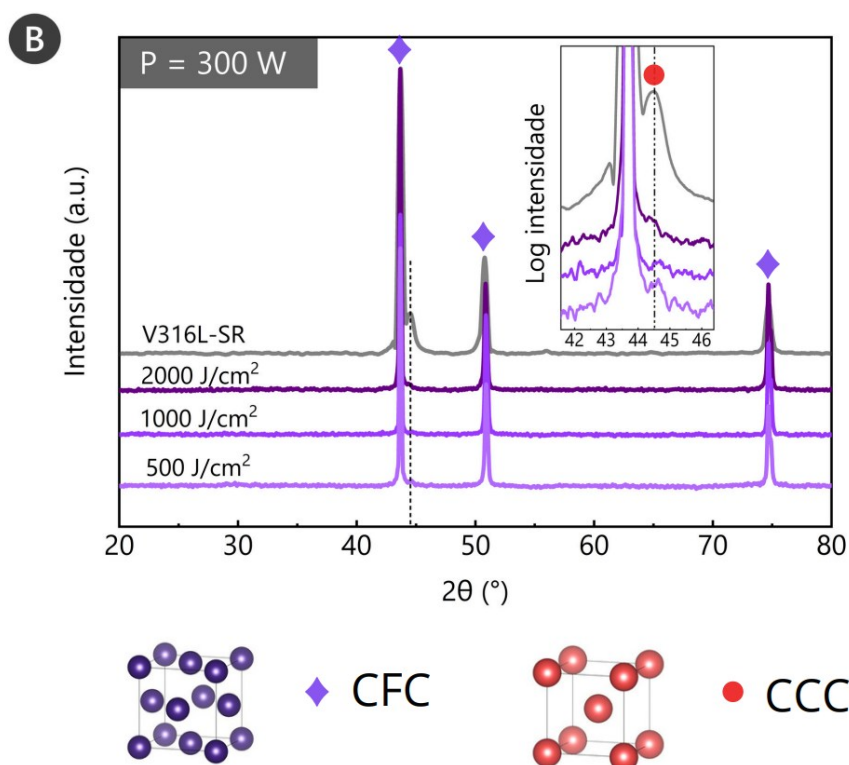 B
P = 300 W
Intensidade (a.u.)
V316L-SR
2000 J/cm²
1000 J/cm²
500 J/cm²
Log intensidade
42 43 44 45 46
20 30 40 50 60 70 80
2θ (°)
CFC
CCC